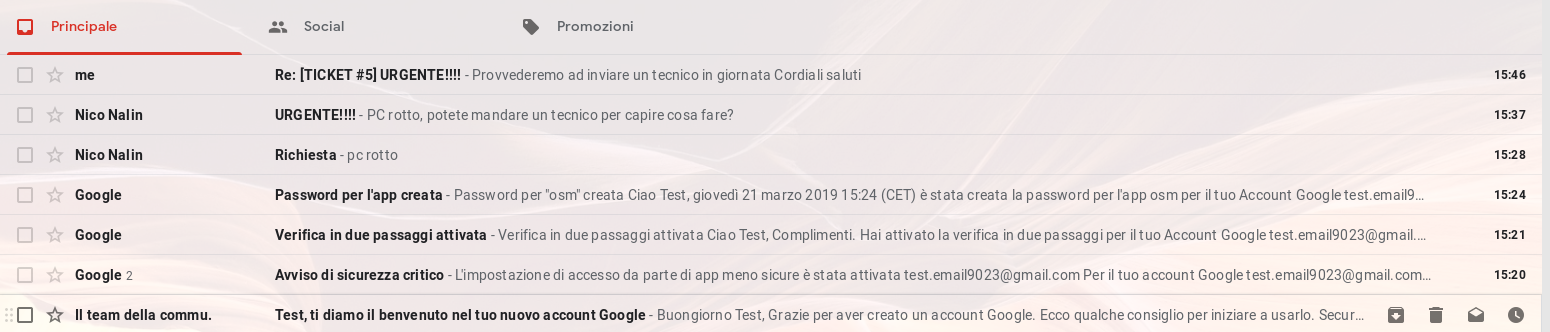 Principale Social Promozioni
me Re: [TICKET #5] URGENTE!!!! - Provvederemo ad inviare un tecnico in giornata Cordiali saluti 15:46
Nico Nalin URGENTE!!!! - PC rotto, potete mandare un tecnico per capire cosa fare? 15:37
Nico Nalin Richiesta - pc rotto 15:28
Google Password per l'app creata - Password per "osm" creata Ciao Test, giovedì 21 marzo 2019 15:24 (CET) è stata creata la password per l'app osm per il tuo Account Google test.email9… 15:24
Google Verifica in due passaggi attivata - Verifica in due passaggi attivata Ciao Test, Complimenti. Hai attivato la verifica in due passaggi per il tuo Account Google test.email9023@gmail.… 15:21
Google 2 Avviso di sicurezza critico - L'impostazione di accesso da parte di app meno sicure è stata attivata test.email9023@gmail.com Per il tuo account Google test.email9023@gmail.com… 15:20
Il team della commu. Test, ti diamo il benvenuto nel tuo nuovo account Google - Buongiorno Test, Grazie per aver creato un account Google. Ecco qualche consiglio per iniziare a usarlo. Secur…